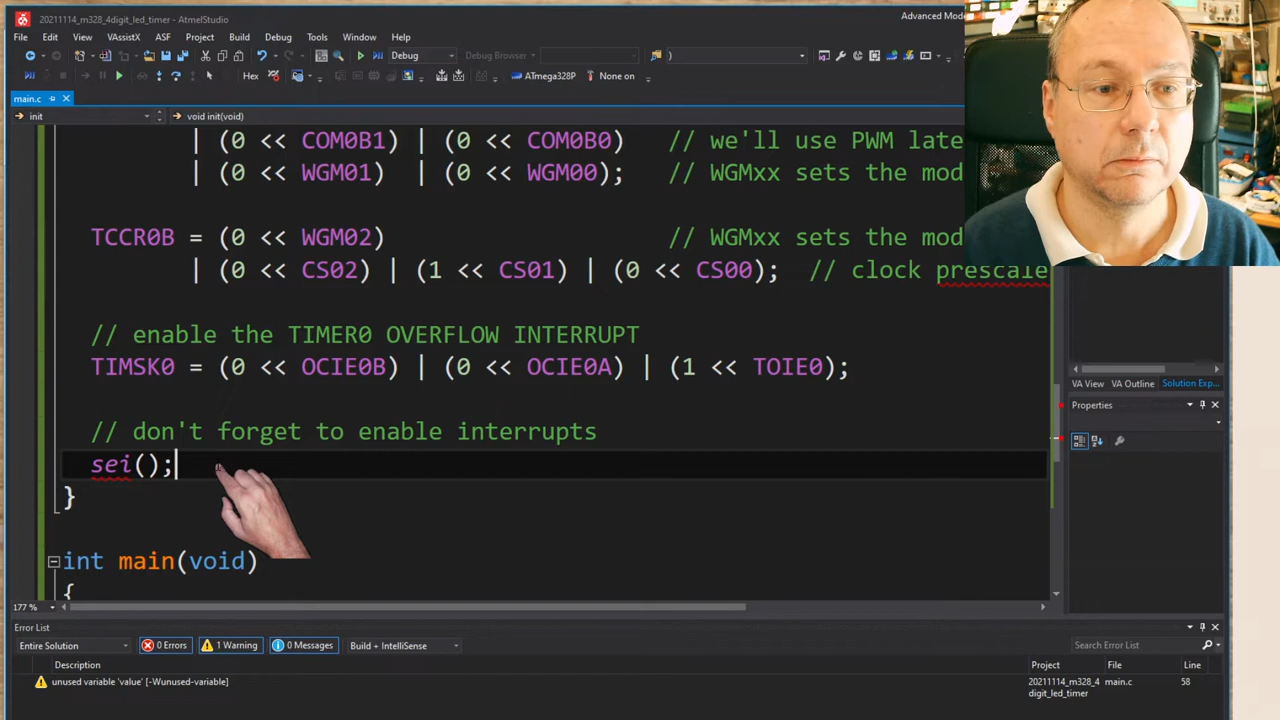 20211114_m328_4digit_led_timer - AtmelStudio
Advanced Mode
File Edit View VAssistX ASF Project Build Debug Tools Window Help
Debug Debug Browser )
Hex ATmega328P None on
main.c
init void init(void)
| (0 << COM0B1) | (0 << COM0B0) // we'll use PWM late
| (0 << WGM01) | (0 << WGM00); // WGMxx sets the mod
TCCR0B = (0 << WGM02) // WGMxx sets the mod
| (0 << CS02) | (1 << CS01) | (0 << CS00); // clock prescale
// enable the TIMER0 OVERFLOW INTERRUPT
TIMSK0 = (0 << OCIE0B) | (0 << OCIE0A) | (1 << TOIE0);
// don't forget to enable interrupts
sei();
}
int main(void)
{
VA View VA Outline Solution Exp...
Properties
177 %
Error List
Entire Solution 0 Errors 1 Warning 0 Messages Build + IntelliSense Search Error List
Description Project File Line
unused variable 'value' [-Wunused-variable] 20211114_m328_4 main.c 58
digit_led_timer